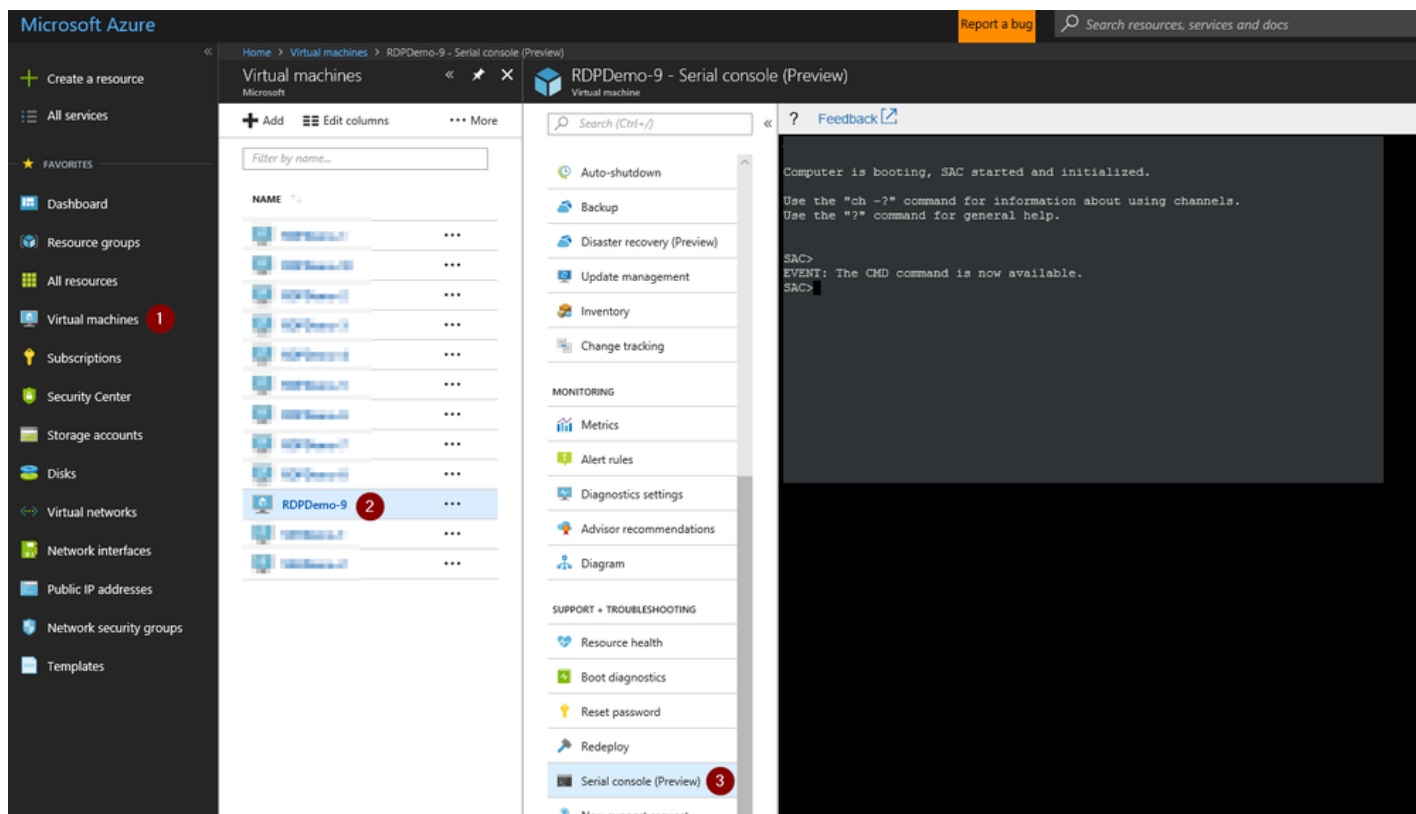 Microsoft Azure
Report a bug
Search resources, services and docs
«
Home > Virtual machines > RDPDemo-9 - Serial console (Preview)
Create a resource
All services
FAVORITES
Dashboard
Resource groups
All resources
Virtual machines 1
Subscriptions
Security Center
Storage accounts
Disks
Virtual networks
Network interfaces
Public IP addresses
Network security groups
Templates
Virtual machines
Microsoft
Add Edit columns ••• More
Filter by name...
NAME
RDPDemo-9 2
RDPDemo-9 - Serial console (Preview)
Virtual machine
Search (Ctrl+/)
Auto-shutdown
Backup
Disaster recovery (Preview)
Update management
Inventory
Change tracking
MONITORING
Metrics
Alert rules
Diagnostics settings
Advisor recommendations
Diagram
SUPPORT + TROUBLESHOOTING
Resource health
Boot diagnostics
Reset password
Redeploy
Serial console (Preview) 3
? Feedback
Computer is booting, SAC started and initialized.
Use the "ch -?" command for information about using channels.
Use the "?" command for general help.
SAC>
EVENT: The CMD command is now available.
SAC>